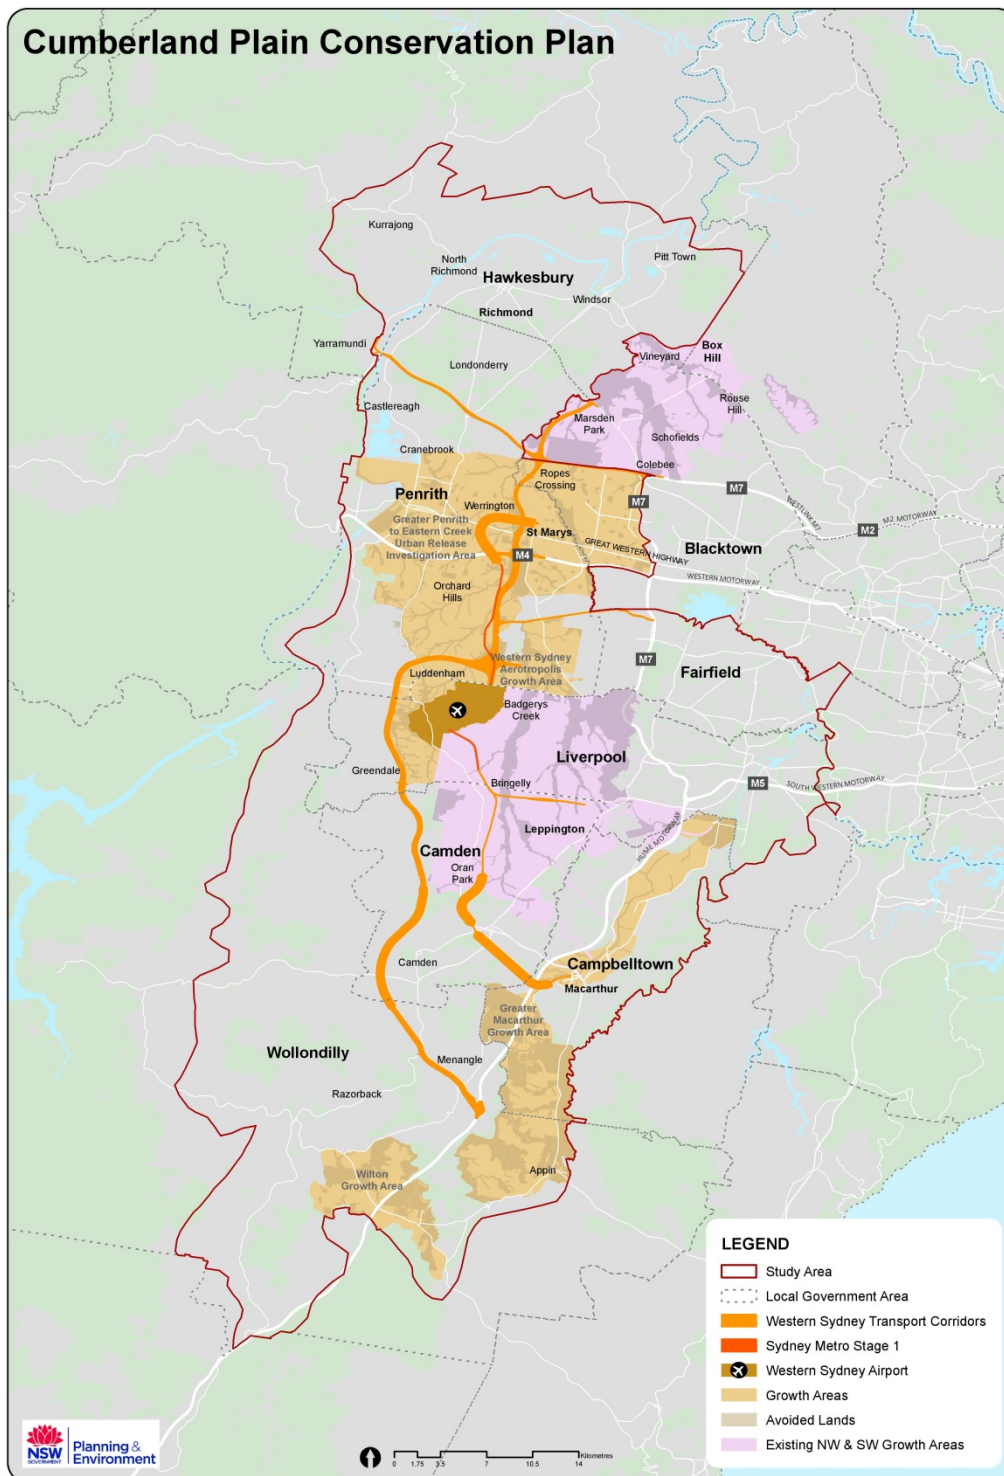 Cumberland Plain Conservation Plan
Kurrajong
North
Richmond
Hawkesbury
Pitt Town
Windsor
Richmond
Yarramundi
Londonderry
Vineyard
Box
Hill
Castlereagh
Rouse
Hill
Marsden
Park
Schofields
Cranebrook
Colebee
Ropes
Crossing
Penrith
M7
M7
WESTLINK M7
M2 MOTORWAY
M2
Werrington
Greater Penrith
to Eastern Creek
Urban Release
Investigation Area
St Marys
GREAT WESTERN HIGHWAY
Blacktown
M4
WESTERN MOTORWAY
Orchard
Hills
M7
Western Sydney
Aerotropolis
Growth Area
Fairfield
Luddenham
Badgerys
Creek
Liverpool
Greendale
Bringelly
M5
SOUTH WESTERN MOTORWAY
Leppington
HUME MOTORWAY
Camden
Oran
Park
Camden
Campbelltown
Macarthur
Greater
Macarthur
Growth Area
Wollondilly
Menangle
Razorback
Wilton
Growth Area
Appin
LEGEND
Study Area
Local Government Area
Western Sydney Transport Corridors
Sydney Metro Stage 1
Western Sydney Airport
Growth Areas
Avoided Lands
Existing NW & SW Growth Areas
NSW
GOVERNMENT
Planning &
Environment
Kilometres
0 1.75 3.5 7 10.5 14